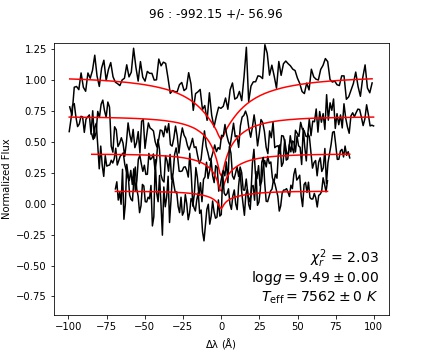 96 : -992.15 +/- 56.96
1.25
1.00
0.75
0.50
0.25
0.00
−0.25
−0.50
−0.75
Normalized Flux
χ²ᵣ = 2.03
logg = 9.49 ± 0.00
T_eff = 7562 ± 0 K
−100 −75 −50 −25 0 25 50 75 100
Δλ (Å)